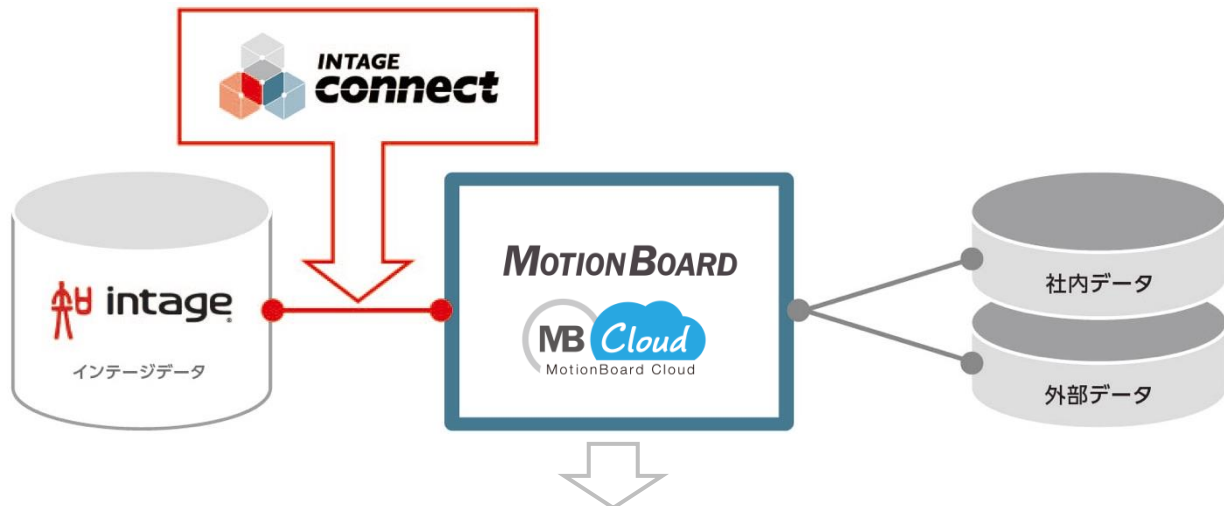 INTAGE
connect
intage
インテージデータ
MOTIONBOARD
MB Cloud
MotionBoard Cloud
社内データ
外部データ